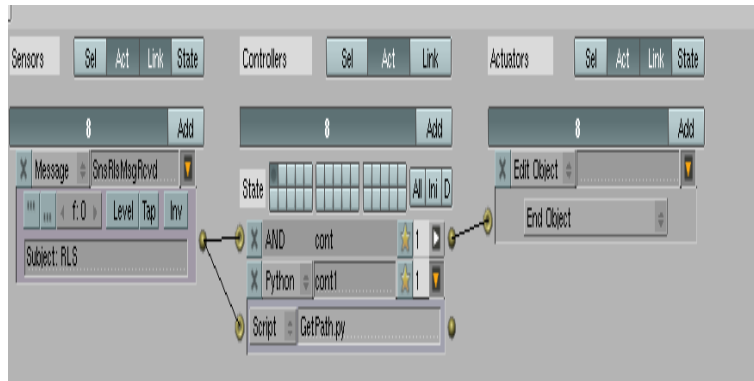 Sensors Sel Act Link State Controllers Sel Act Link Actuators Sel Act Link State
8 Add 8 Add 8 Add
X Message SnsRlsMsgRcvd State All Ini D X Edit Object
f:0 Level Tap Inv End Object
X AND cont 1
Subject: RLS
X Python cont1 1
Script GetPath.py